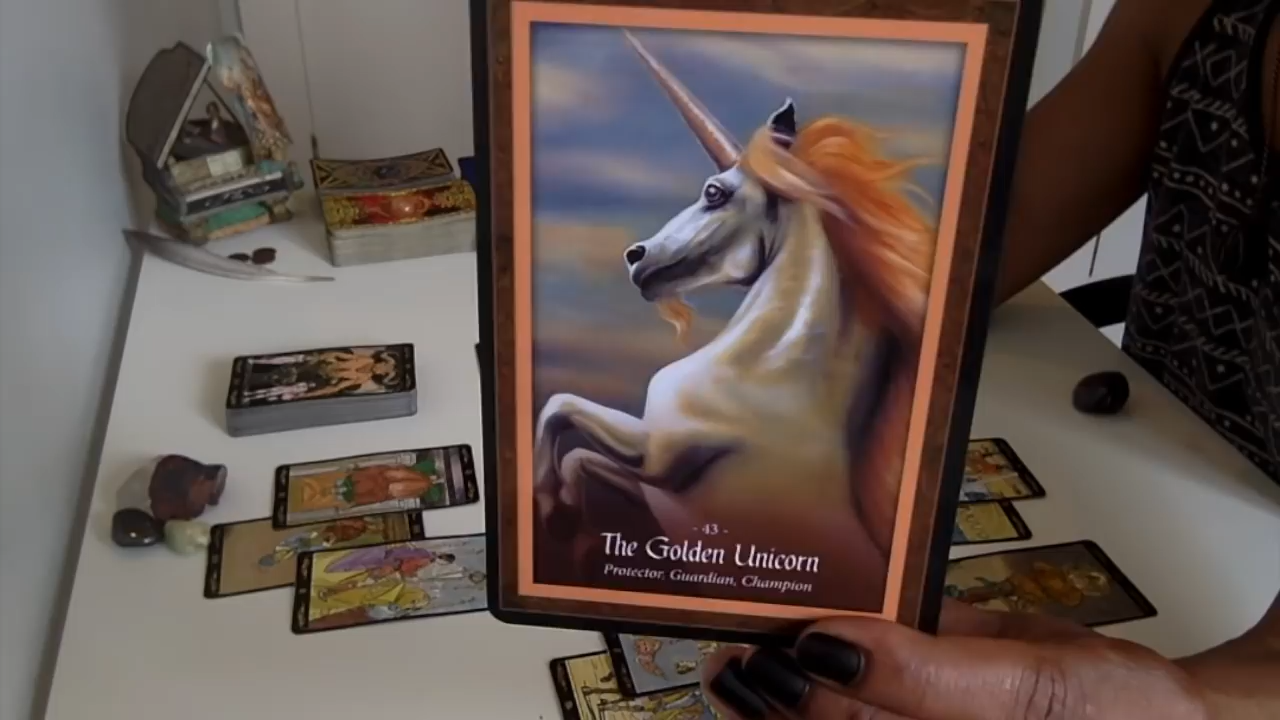 - 43 -
The Golden Unicorn
Protector, Guardian, Champion